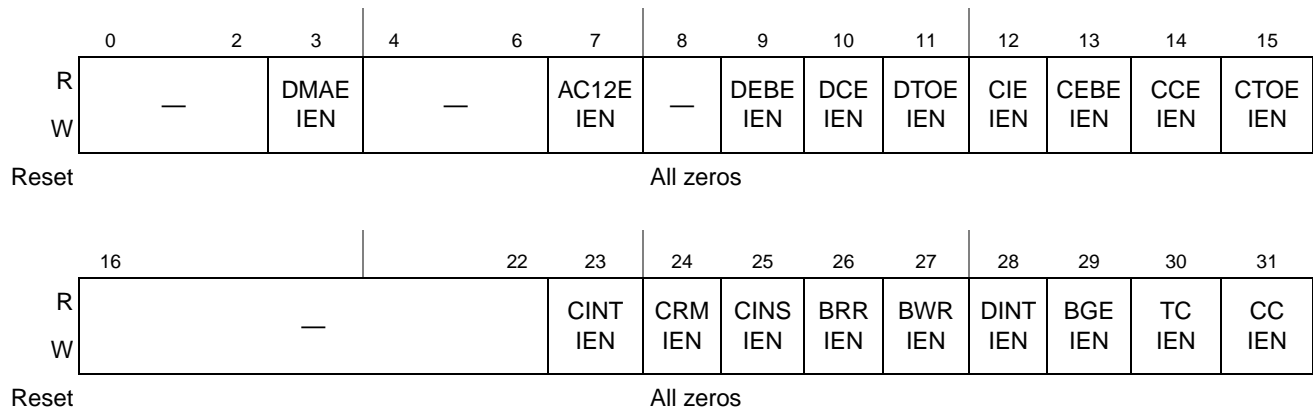 0 2 3 4 6 7 8 9 10 11 12 13 14 15
R — DMAE — AC12E — DEBE DCE DTOE CIE CEBE CCE CTOE
W IEN IEN IEN IEN IEN IEN IEN IEN IEN
Reset All zeros
16 22 23 24 25 26 27 28 29 30 31
R — CINT CRM CINS BRR BWR DINT BGE TC CC
W IEN IEN IEN IEN IEN IEN IEN IEN IEN
Reset All zeros